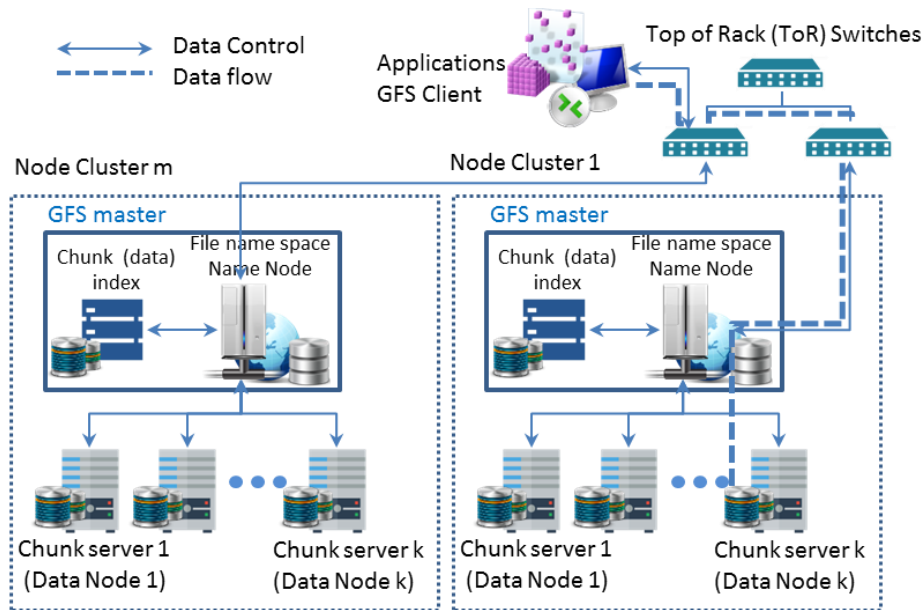 Data Control
Data flow
Applications
GFS Client
Top of Rack (ToR) Switches
Node Cluster m
Node Cluster 1
GFS master
Chunk (data)
index
File name space
Name Node
Chunk server 1
(Data Node 1)
Chunk server k
(Data Node k)
GFS master
Chunk (data)
index
File name space
Name Node
Chunk server 1
(Data Node 1)
Chunk server k
(Data Node k)